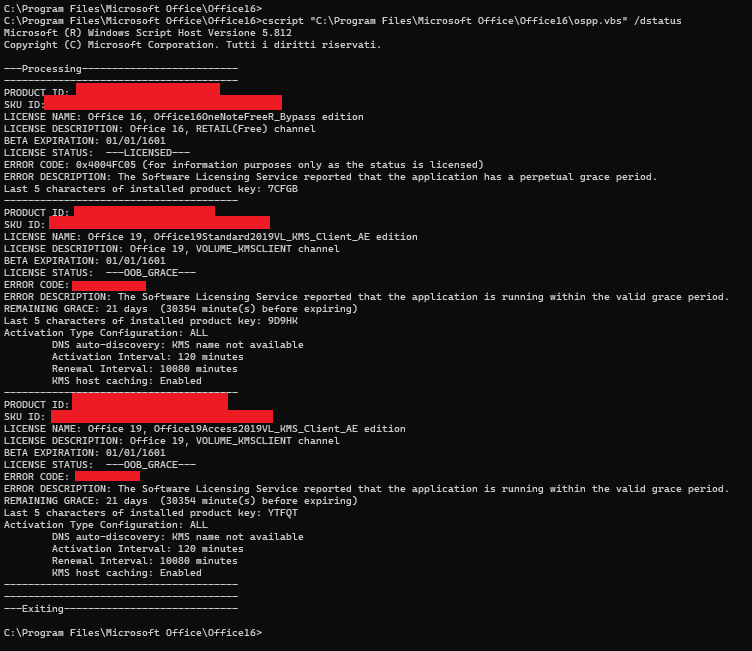 C:\Program Files\Microsoft Office\Office16>
C:\Program Files\Microsoft Office\Office16>cscript "C:\Program Files\Microsoft Office\Office16\ospp.vbs" /dstatus
Microsoft (R) Windows Script Host Versione 5.812
Copyright (C) Microsoft Corporation. Tutti i diritti riservati.

---Processing--------------------------
---------------------------------------
PRODUCT ID:
SKU ID:
LICENSE NAME: Office 16, Office16OneNoteFreeR_Bypass edition
LICENSE DESCRIPTION: Office 16, RETAIL(Free) channel
BETA EXPIRATION: 01/01/1601
LICENSE STATUS:  ---LICENSED---
ERROR CODE: 0x4004FC05 (for information purposes only as the status is licensed)
ERROR DESCRIPTION: The Software Licensing Service reported that the application has a perpetual grace period.
Last 5 characters of installed product key: 7CFGB
---------------------------------------
PRODUCT ID:
SKU ID:
LICENSE NAME: Office 19, Office19Standard2019VL_KMS_Client_AE edition
LICENSE DESCRIPTION: Office 19, VOLUME_KMSCLIENT channel
BETA EXPIRATION: 01/01/1601
LICENSE STATUS:  ---OOB_GRACE---
ERROR CODE:
ERROR DESCRIPTION: The Software Licensing Service reported that the application is running within the valid grace period.
REMAINING GRACE: 21 days  (30354 minute(s) before expiring)
Last 5 characters of installed product key: 9D9HK
Activation Type Configuration: ALL
        DNS auto-discovery: KMS name not available
        Activation Interval: 120 minutes
        Renewal Interval: 10080 minutes
        KMS host caching: Enabled
---------------------------------------
PRODUCT ID:
SKU ID:
LICENSE NAME: Office 19, Office19Access2019VL_KMS_Client_AE edition
LICENSE DESCRIPTION: Office 19, VOLUME_KMSCLIENT channel
BETA EXPIRATION: 01/01/1601
LICENSE STATUS:  ---OOB_GRACE---
ERROR CODE:
ERROR DESCRIPTION: The Software Licensing Service reported that the application is running within the valid grace period.
REMAINING GRACE: 21 days  (30354 minute(s) before expiring)
Last 5 characters of installed product key: YTFQT
Activation Type Configuration: ALL
        DNS auto-discovery: KMS name not available
        Activation Interval: 120 minutes
        Renewal Interval: 10080 minutes
        KMS host caching: Enabled
---------------------------------------
---------------------------------------
---Exiting-----------------------------

C:\Program Files\Microsoft Office\Office16>